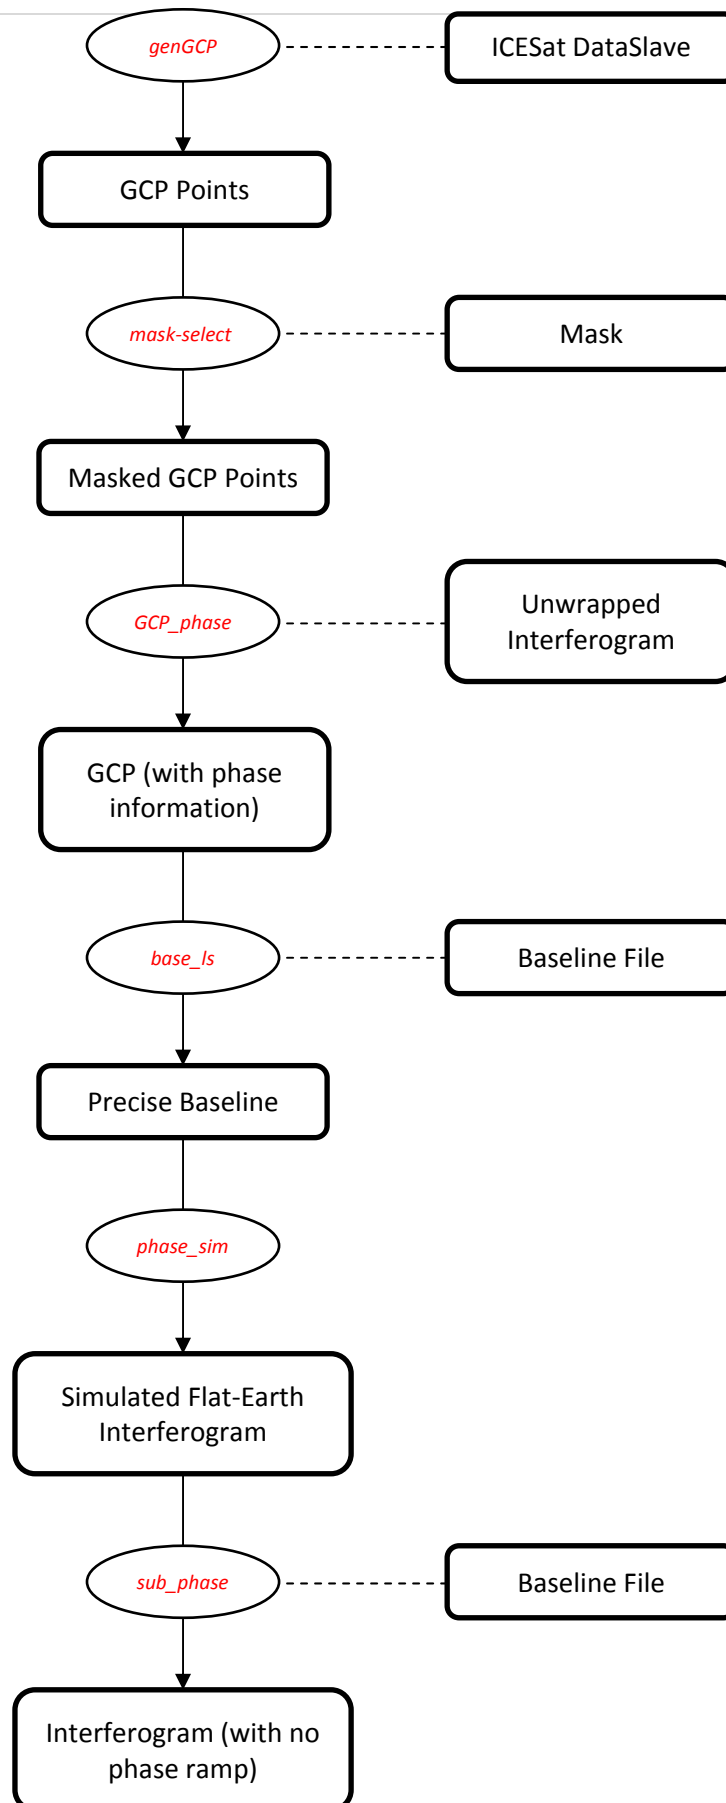 genGCP
ICESat DataSlave
GCP Points
mask-select
Mask
Masked GCP Points
GCP_phase
Unwrapped
Interferogram
GCP (with phase
information)
base_ls
Baseline File
Precise Baseline
phase_sim
Simulated Flat-Earth
Interferogram
sub_phase
Baseline File
Interferogram (with no
phase ramp)